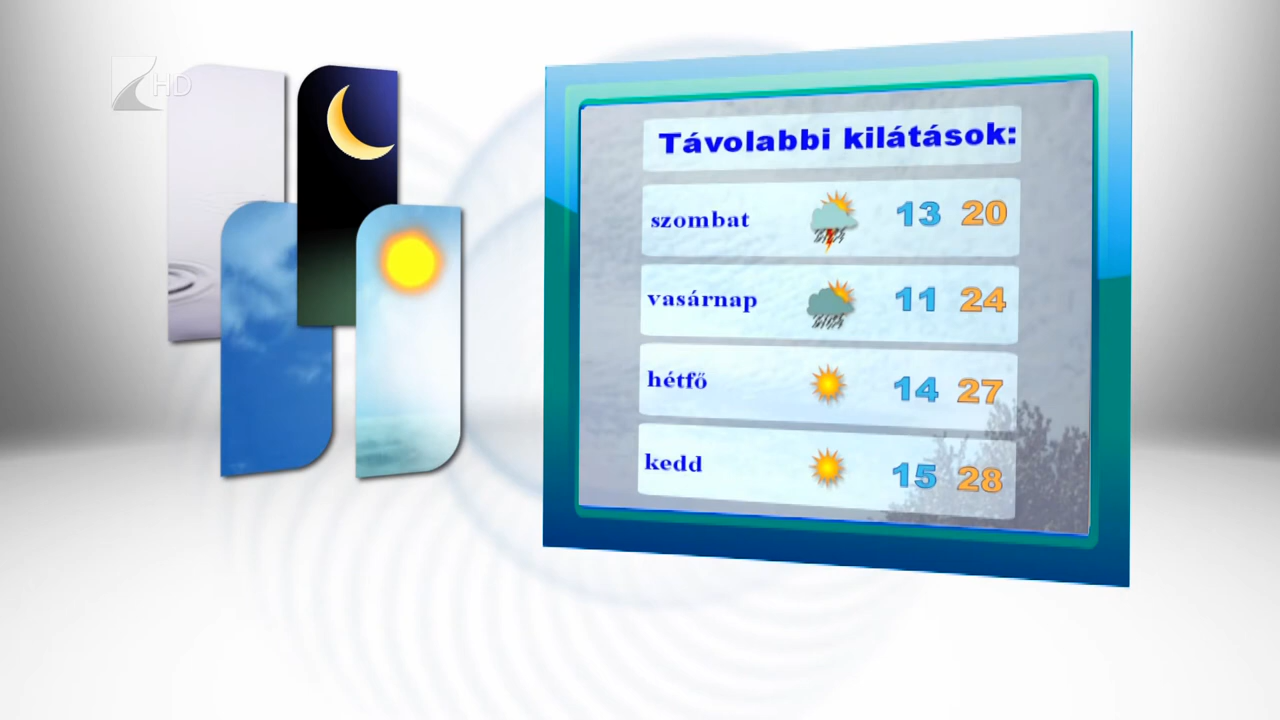 HD
Távolabbi kilátások:
szombat 13 20
vasárnap 11 24
hétfő 14 27
kedd 15 28